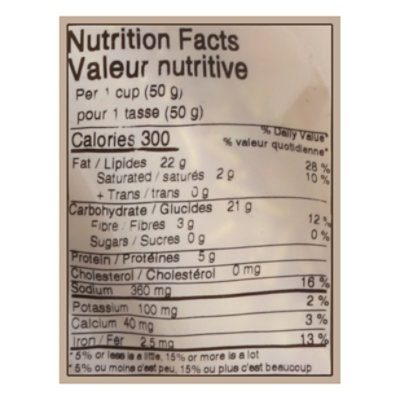 Nutrition Facts
Valeur nutritive
Per 1 cup (50 g)
pour 1 tasse (50 g)
Calories 300
% Daily Value*
% valeur quotidienne*
Fat / Lipides 22 g 28 %
Saturated / saturés 2 g 10 %
+ Trans / trans 0 g
Carbohydrate / Glucides 21 g
Fibre / Fibres 3 g 12 %
Sugars / Sucres 0 g 0 %
Protein / Protéines 5 g
Cholesterol / Cholestérol 0 mg
Sodium 360 mg 16 %
Potassium 100 mg 2 %
Calcium 40 mg 3 %
Iron / Fer 2.5 mg 13 %
* 5% or less is a little, 15% or more is a lot
* 5% ou moins c'est peu, 15% ou plus c'est beaucoup